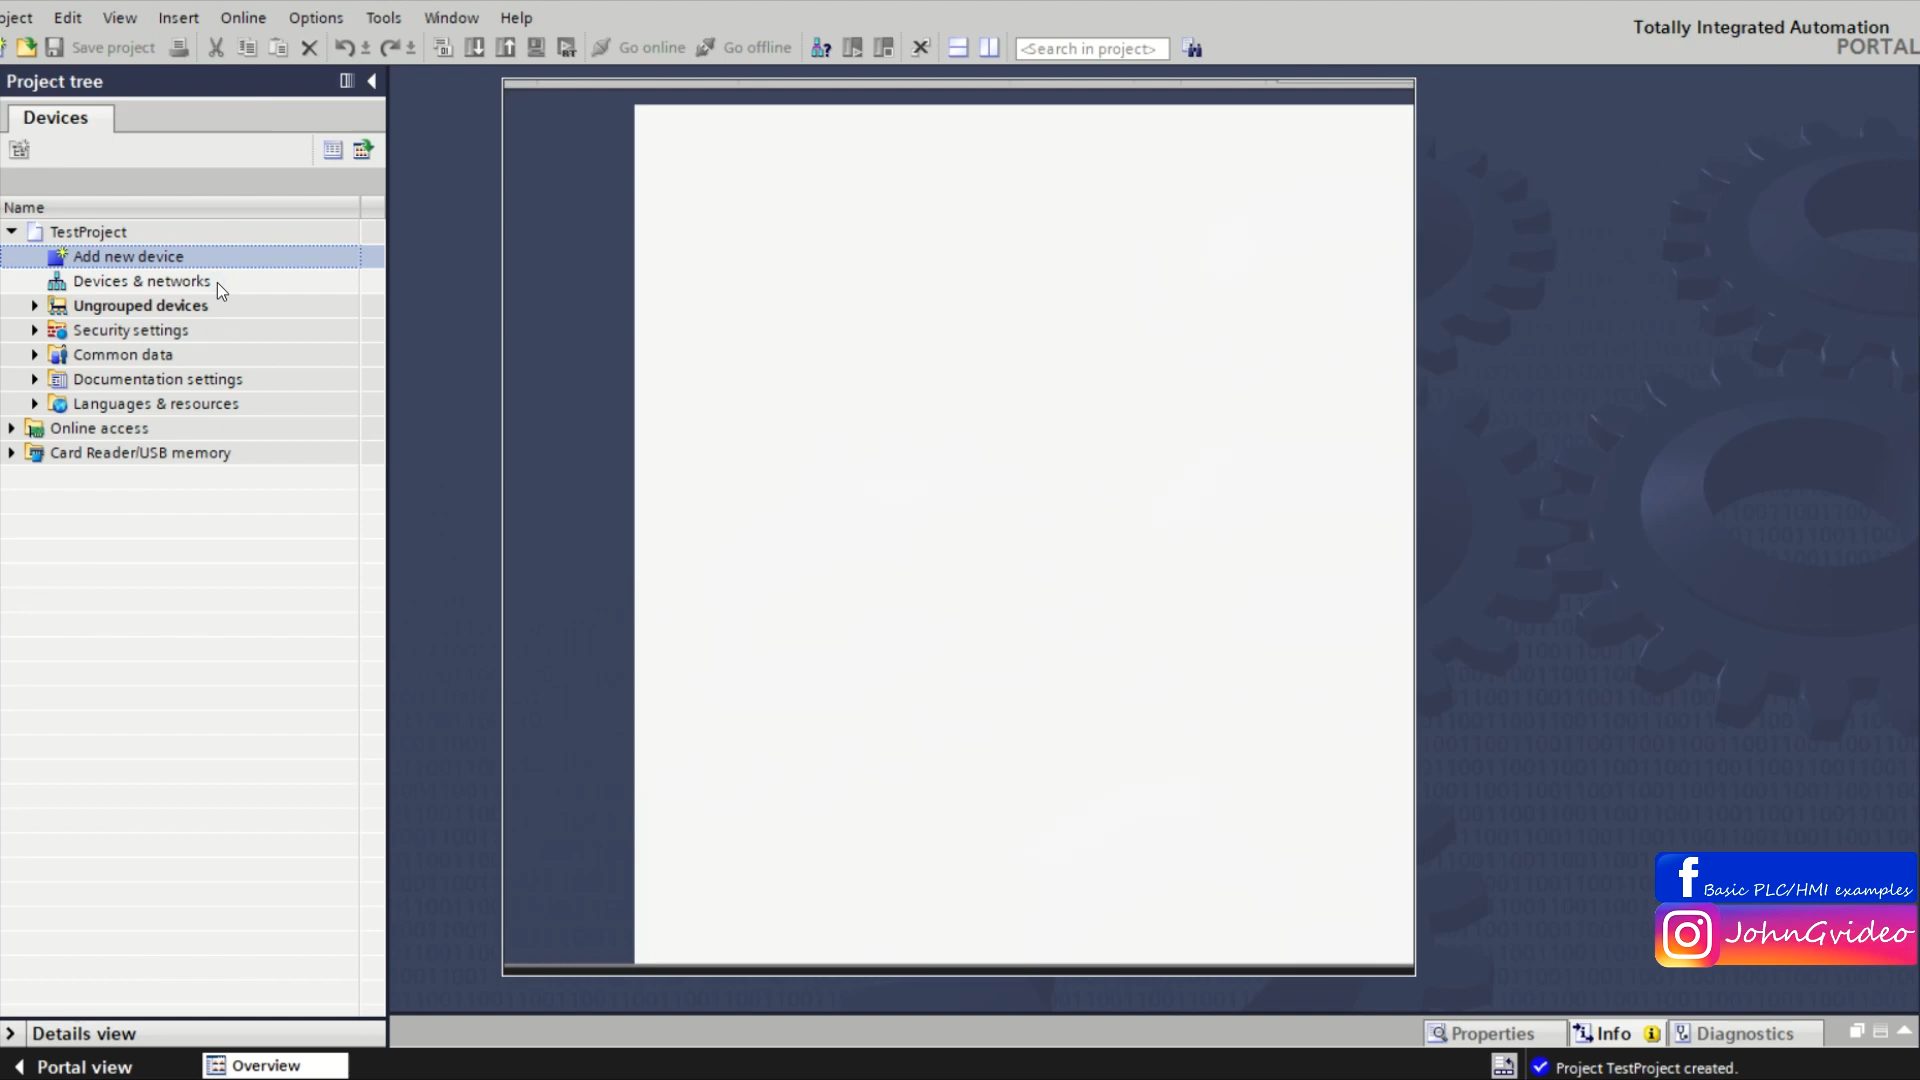 oject Edit View Insert Online Options Tools Window Help
Totally Integrated Automation
PORTAL
Save project
Go online
Go offline
<Search in project>
Project tree
Devices
Name
TestProject
Add new device
Devices & networks
Ungrouped devices
Security settings
Common data
Documentation settings
Languages & resources
Online access
Card Reader/USB memory
Basic PLC/HMI examples
JohnGvideo
Details view
Properties
Info
Diagnostics
Portal view
Overview
Project TestProject created.